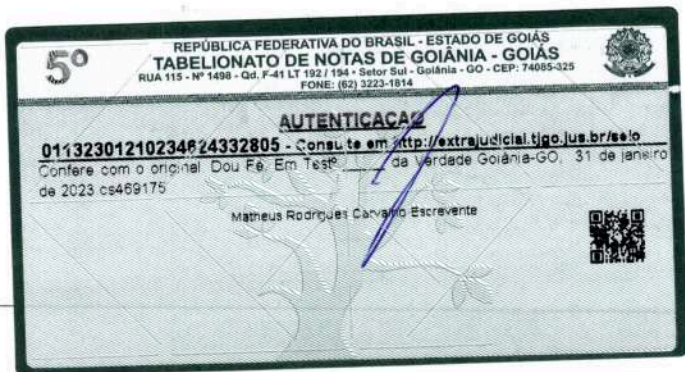 5º
REPÚBLICA FEDERATIVA DO BRASIL - ESTADO DE GOIÁS
TABELIONATO DE NOTAS DE GOIÂNIA - GOIÁS
RUA 115 - Nº 1498 - Qd. F-41 LT 192 / 194 - Setor Sul - Goiânia - GO - CEP: 74085-325
FONE: (62) 3223-1814
AUTENTICAÇÃO
01132301210234624332805 - Consulte em http://extrajudicial.tjgo.jus.br/selo
Confere com o original Dou Fé. Em Testº ____ da Verdade Goiânia-GO, 31 de janeiro
de 2023 cs469175
Matheus Rodrigues Carvalho Escrevente